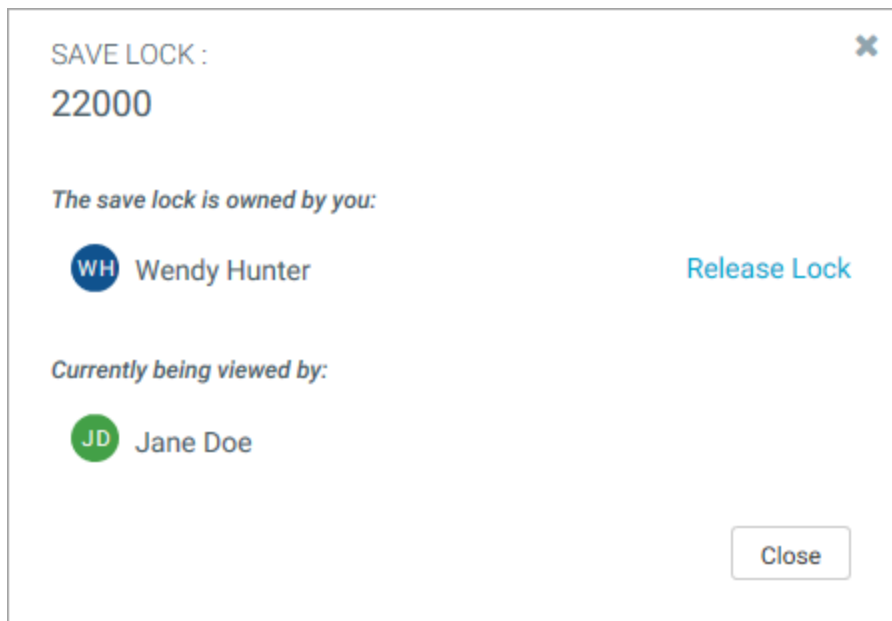 SAVE LOCK :
22000
The save lock is owned by you:
WH Wendy Hunter Release Lock
Currently being viewed by:
JD Jane Doe
Close